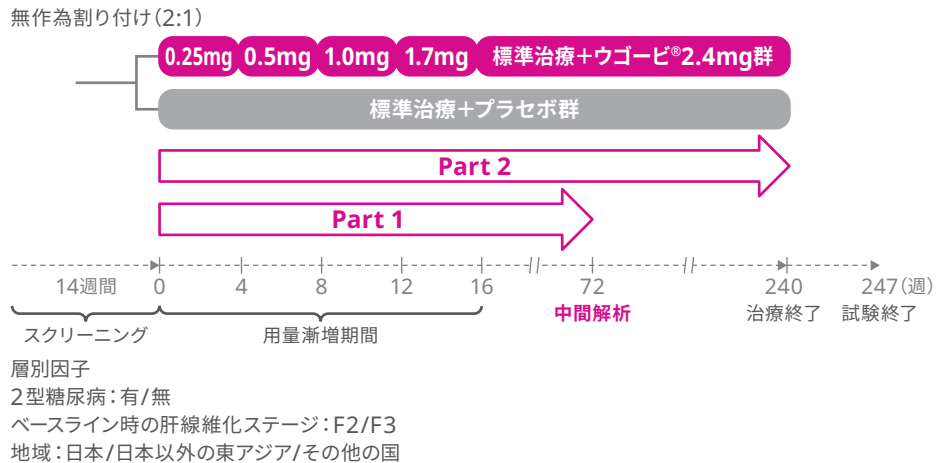 無作為割り付け（2:1）
0.25mg 0.5mg 1.0mg 1.7mg 標準治療＋ウゴービ®2.4mg群
標準治療＋プラセボ群
Part 2
Part 1
14週間 0 4 8 12 16 72 240 247（週）
スクリーニング 用量漸増期間 中間解析 治療終了 試験終了
層別因子
2型糖尿病：有/無
ベースライン時の肝線維化ステージ：F2/F3
地域：日本/日本以外の東アジア/その他の国